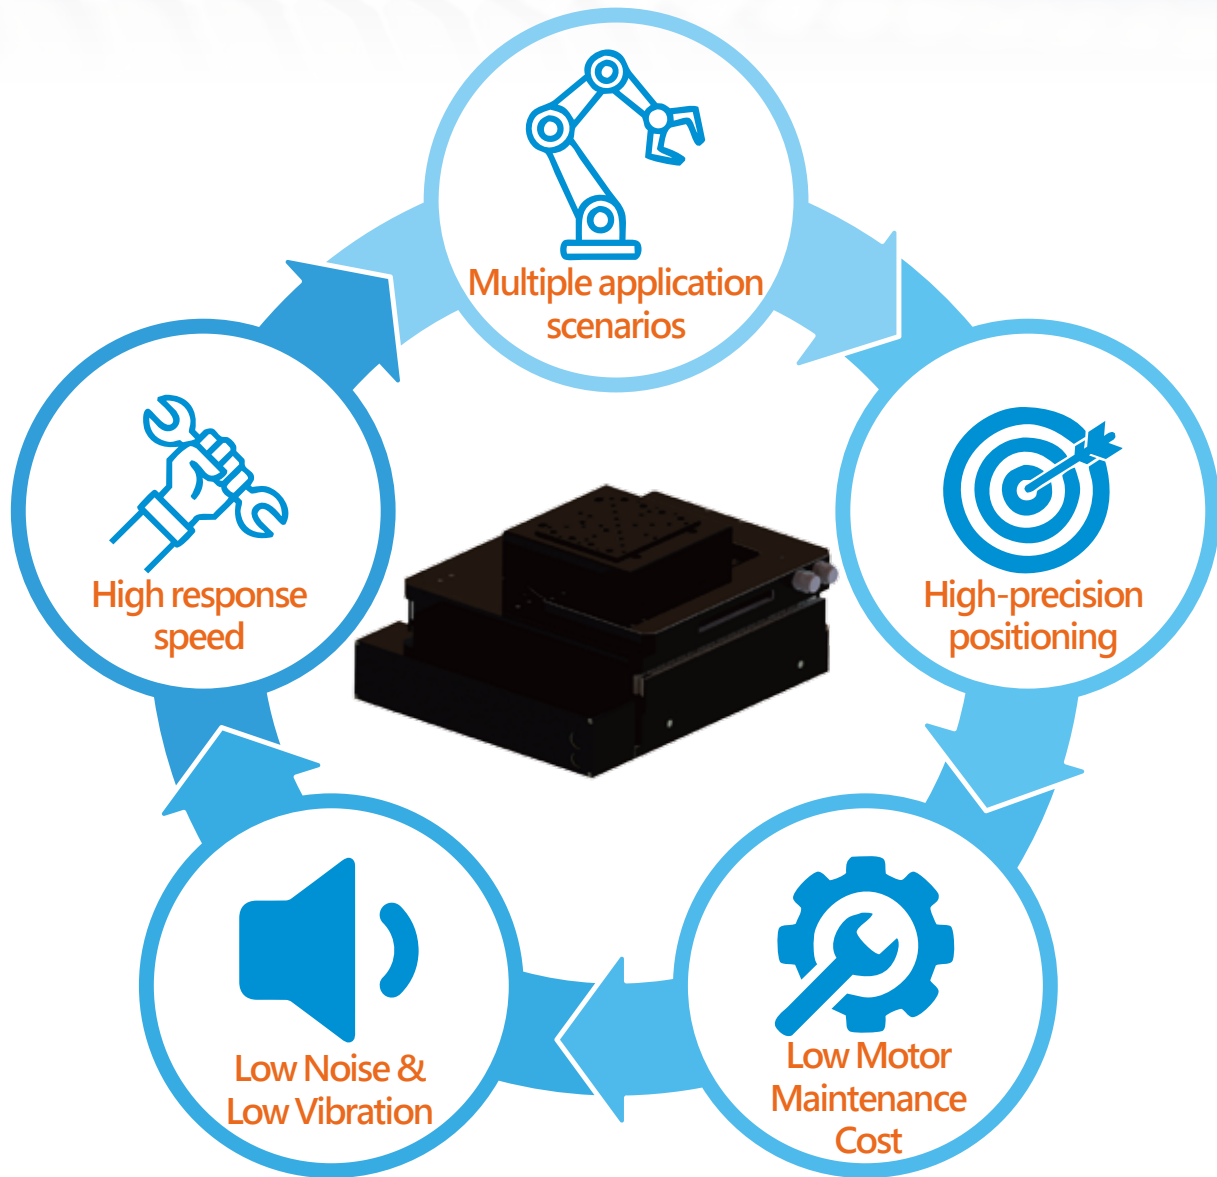 Multiple application
scenarios
High-precision
positioning
Low Motor
Maintenance
Cost
Low Noise &
Low Vibration
High response
speed